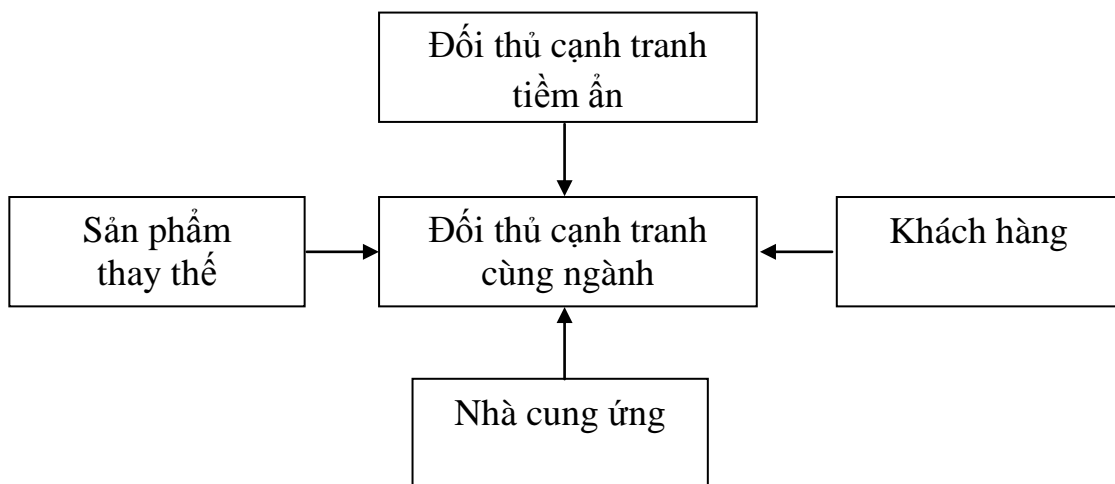 Đối thủ cạnh tranh
tiềm ẩn
Sản phẩm
thay thế
Đối thủ cạnh tranh
cùng ngành
Khách hàng
Nhà cung ứng